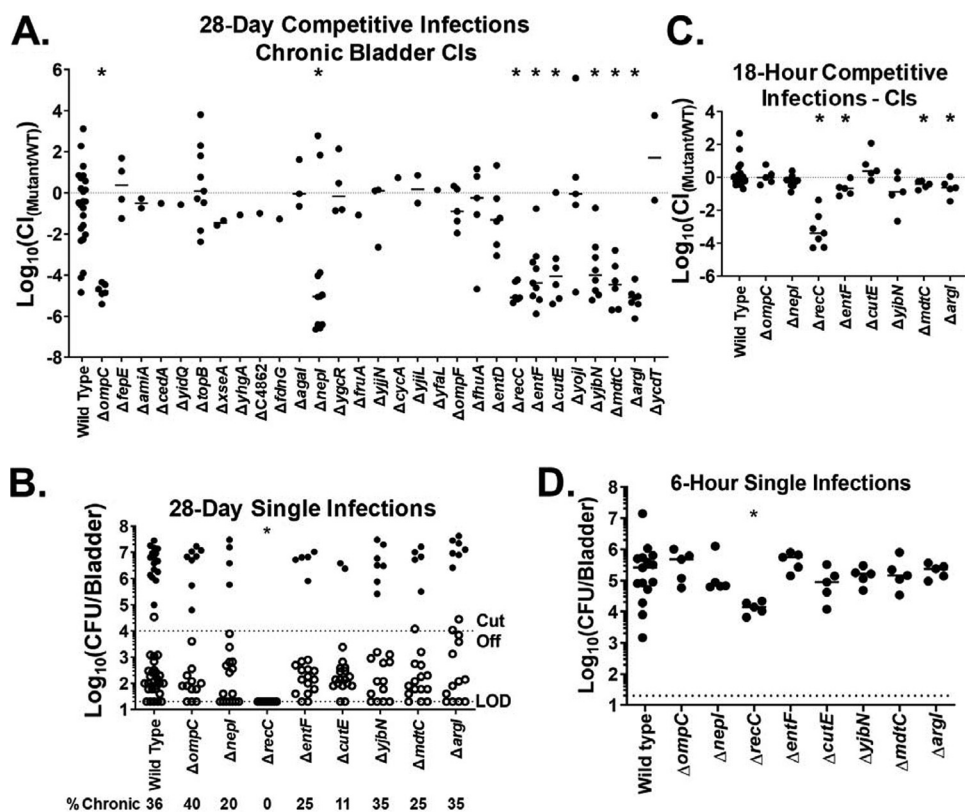 A.
28-Day Competitive Infections
Chronic Bladder CIs
Log10(CI(Mutant/WT))
6
4
2
0
-2
-4
-6
-8
* * * * * * * *
Wild Type
ΔompC
ΔfepE
ΔamiA
ΔcedA
ΔyidQ
ΔtopB
ΔxseA
ΔyhgA
ΔC4862
ΔfdnG
ΔagaI
ΔnepI
ΔygcR
ΔfruA
ΔyjjN
ΔcycA
ΔyjiL
ΔyfaL
ΔompF
ΔfhuA
ΔentD
ΔrecC
ΔentF
ΔcutE
ΔyojI
ΔyjbN
ΔmdtC
ΔargI
ΔycdT
C.
18-Hour Competitive
Infections - CIs
Log10(CI(Mutant/WT))
4
2
0
-2
-4
-6
* * * *
Wild Type
ΔompC
ΔnepI
ΔrecC
ΔentF
ΔcutE
ΔyjbN
ΔmdtC
ΔargI
B.
28-Day Single Infections
Log10(CFU/Bladder)
8
7
6
5
4
3
2
1
*
Cut
Off
LOD
Wild Type
ΔompC
ΔnepI
ΔrecC
ΔentF
ΔcutE
ΔyjbN
ΔmdtC
ΔargI
% Chronic 36 40 20 0 25 11 35 25 35
D.
6-Hour Single Infections
Log10(CFU/Bladder)
8
7
6
5
4
3
2
1
*
Wild type
ΔompC
ΔnepI
ΔrecC
ΔentF
ΔcutE
ΔyjbN
ΔmdtC
ΔargI